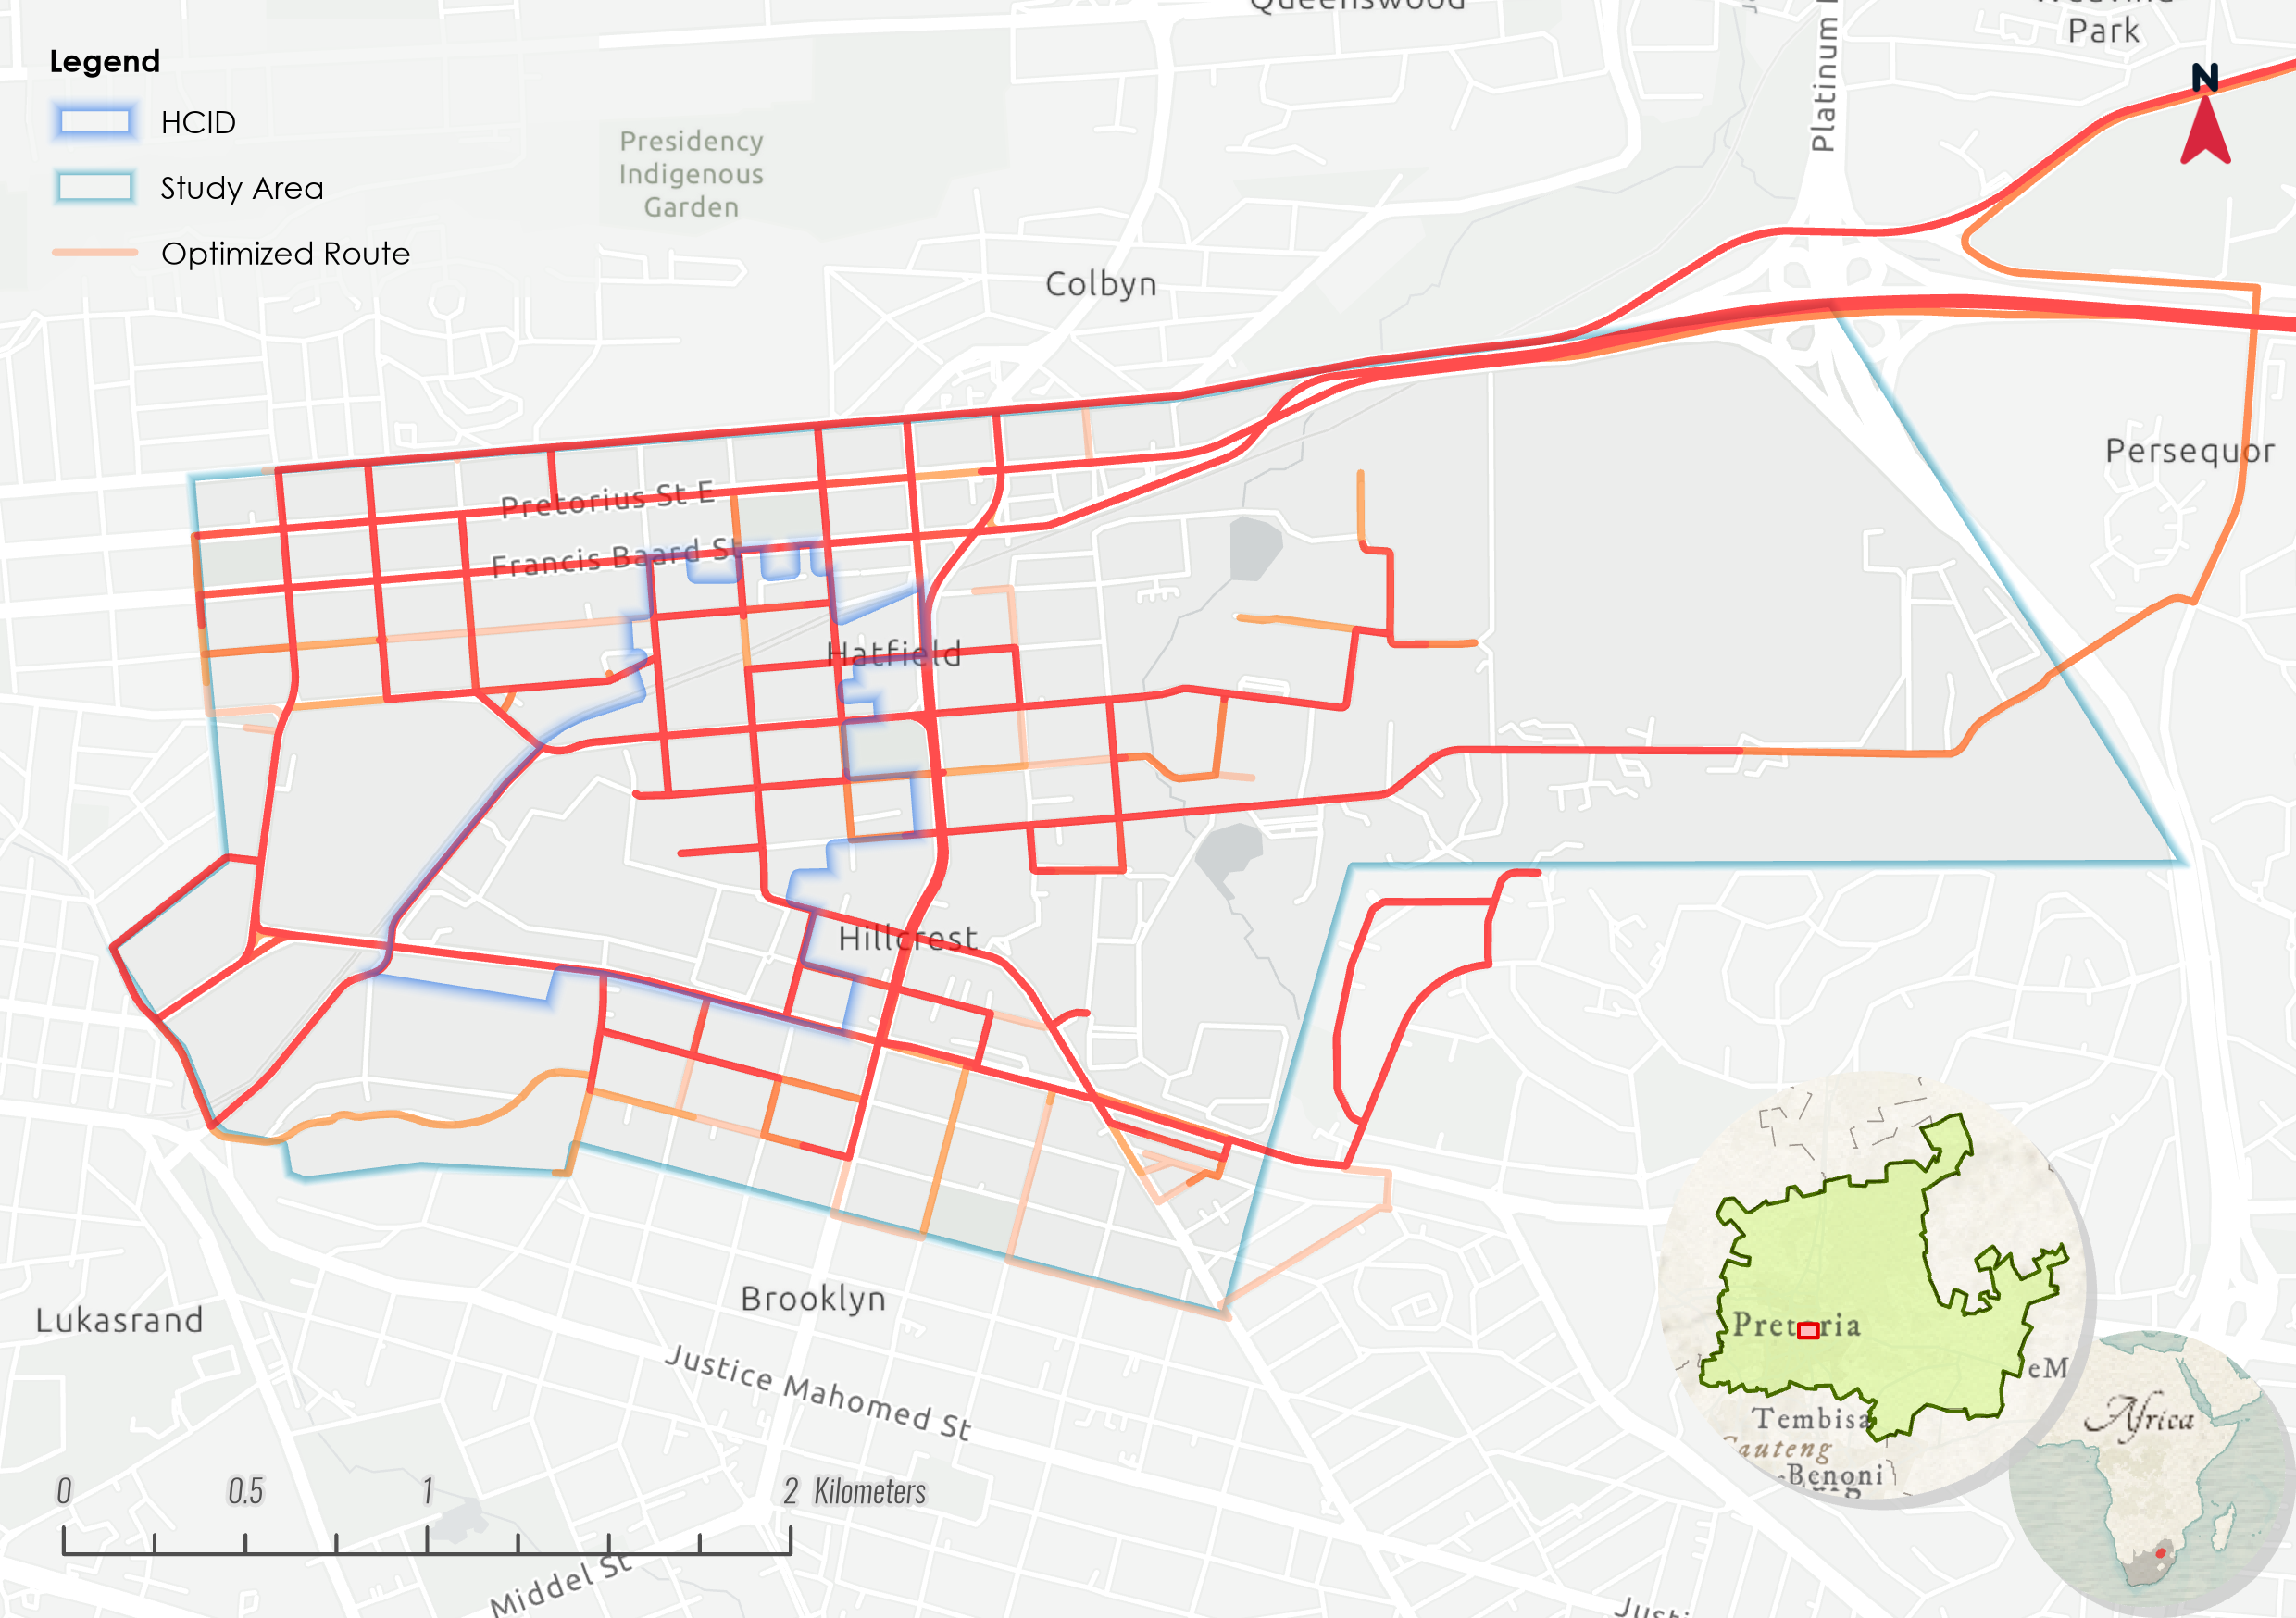 Queenswood
Park
Platinum
N
Legend
HCID
Study Area
Optimized Route
Presidency
Indigenous
Garden
Colbyn
Persequor
Pretorius St E
Francis Baard St
Hatfield
Hillcrest
Brooklyn
Lukasrand
Justice Mahomed St
Middel St
0 0.5 1 2 Kilometers
Pretoria
eM
Tembisa
Gauteng
Benoni
Africa